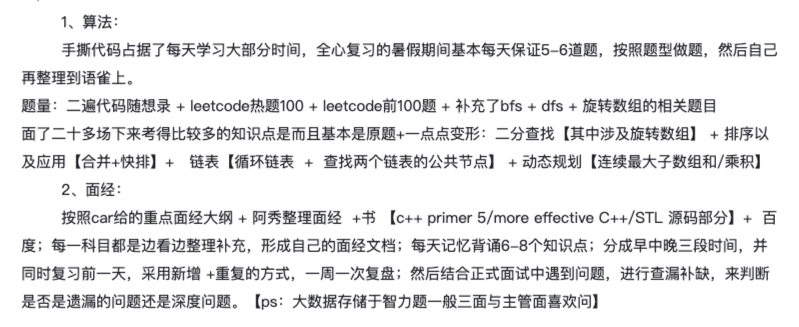 1、算法：
手撕代码占据了每天学习大部分时间，全心复习的暑假期间基本每天保证5-6道题，按照题型做题，然后自己
再整理到语雀上。
题量：二遍代码随想录 + leetcode热题100 + leetcode前100题 + 补充了bfs + dfs + 旋转数组的相关题目
面了二十多场下来考得比较多的知识点是而且基本是原题+一点点变形：二分查找【其中涉及旋转数组】 + 排序以
及应用【合并+快排】+ 链表【循环链表 + 查找两个链表的公共节点】 + 动态规划【连续最大子数组和/乘积】
2、面经：
按照car给的重点面经大纲 + 阿秀整理面经 +书 【c++ primer 5/more effective C++/STL 源码部分】+ 百
度；每一科目都是边看边整理补充，形成自己的面经文档；每天记忆背诵6-8个知识点；分成早中晚三段时间，并
同时复习前一天，采用新增 +重复的方式，一周一次复盘；然后结合正式面试中遇到问题，进行查漏补缺，来判断
是否是遗漏的问题还是深度问题。【ps：大数据存储于智力题一般三面与主管面喜欢问】